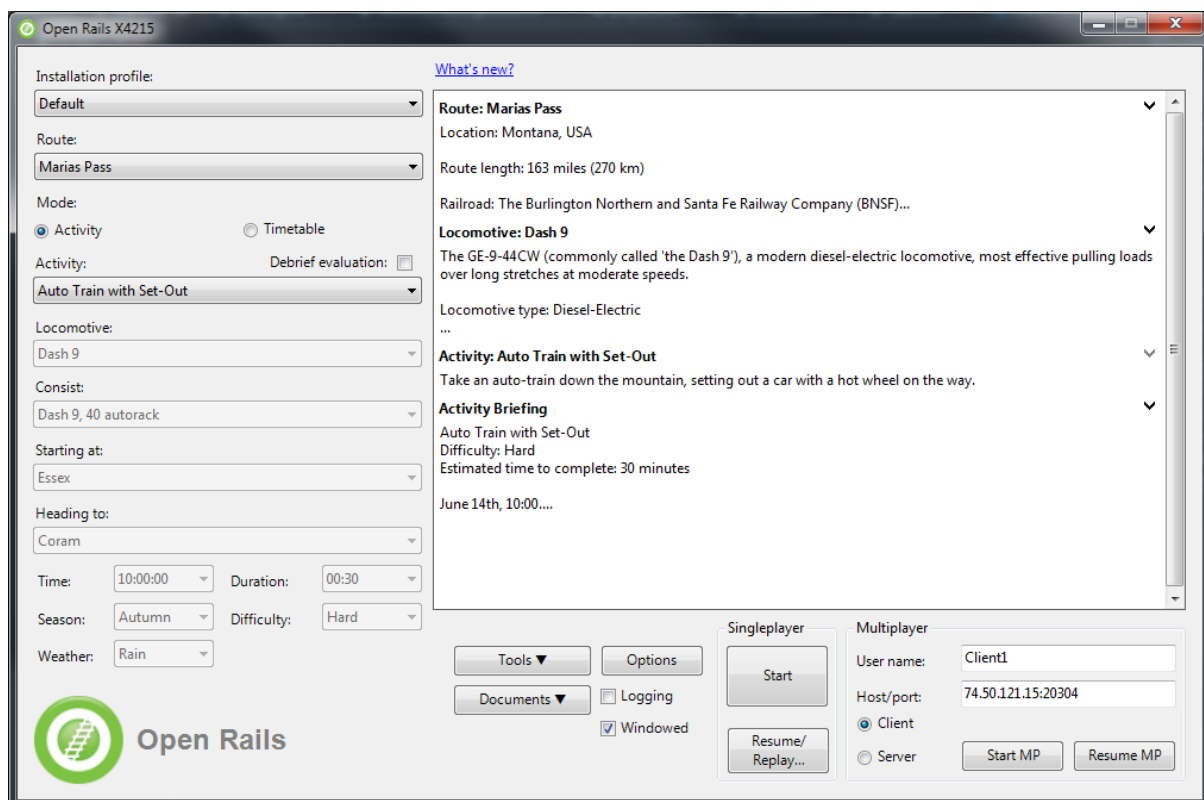 Open Rails X4215
Installation profile:
Default
Route:
Marias Pass
Mode:
Activity
Timetable
Activity:
Debrief evaluation:
Auto Train with Set-Out
Locomotive:
Dash 9
Consist:
Dash 9, 40 autorack
Starting at:
Essex
Heading to:
Coram
Time:
10:00:00
Duration:
00:30
Season:
Autumn
Difficulty:
Hard
Weather:
Rain
Open Rails
What's new?
Route: Marias Pass
Location: Montana, USA
Route length: 163 miles (270 km)
Railroad: The Burlington Northern and Santa Fe Railway Company (BNSF)...
Locomotive: Dash 9
The GE-9-44CW (commonly called 'the Dash 9'), a modern diesel-electric locomotive, most effective pulling loads
over long stretches at moderate speeds.
Locomotive type: Diesel-Electric
...
Activity: Auto Train with Set-Out
Take an auto-train down the mountain, setting out a car with a hot wheel on the way.
Activity Briefing
Auto Train with Set-Out
Difficulty: Hard
Estimated time to complete: 30 minutes
June 14th, 10:00....
Tools ▼
Options
Documents ▼
Logging
Windowed
Singleplayer
Start
Resume/
Replay...
Multiplayer
User name:
Client1
Host/port:
74.50.121.15:20304
Client
Server
Start MP
Resume MP